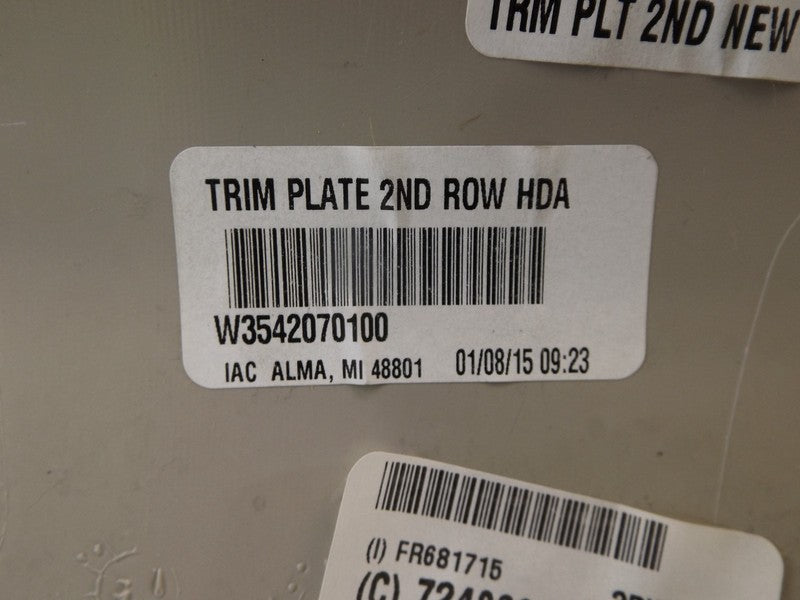 TRM PLT 2ND NEW
TRIM PLATE 2ND ROW HDA
W3542070100
IAC ALMA, MI 48801 01/08/15 09:23
(I) FR681715
(C)